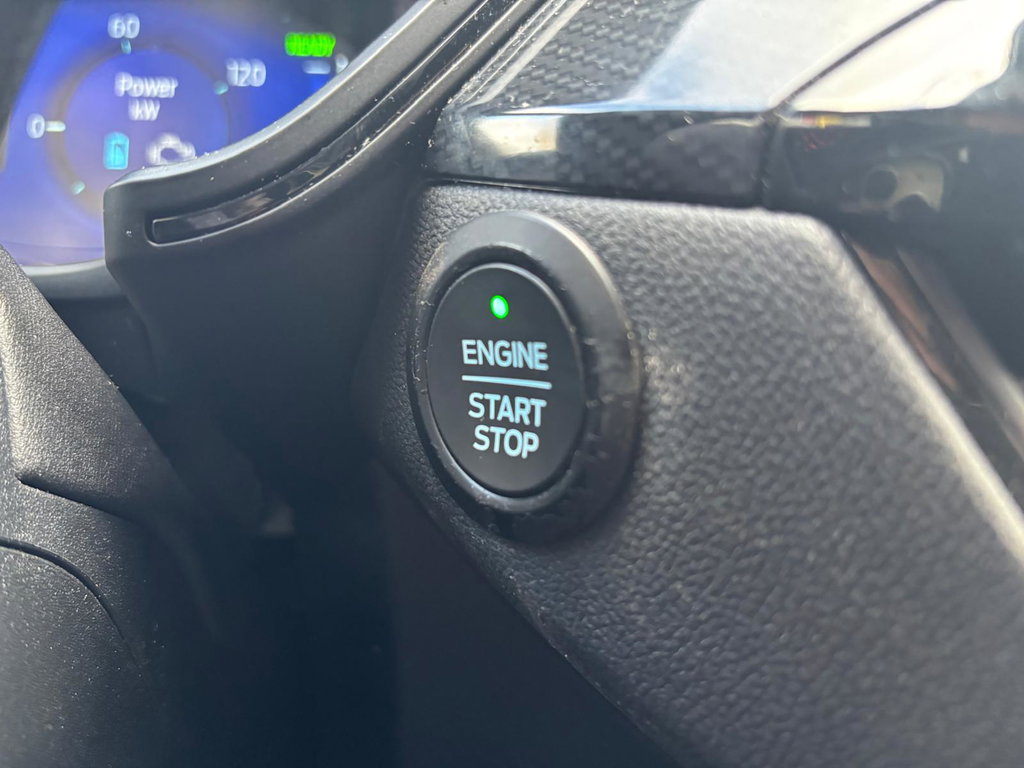 60
READY
120
Power
kW
0
ENGINE
START
STOP